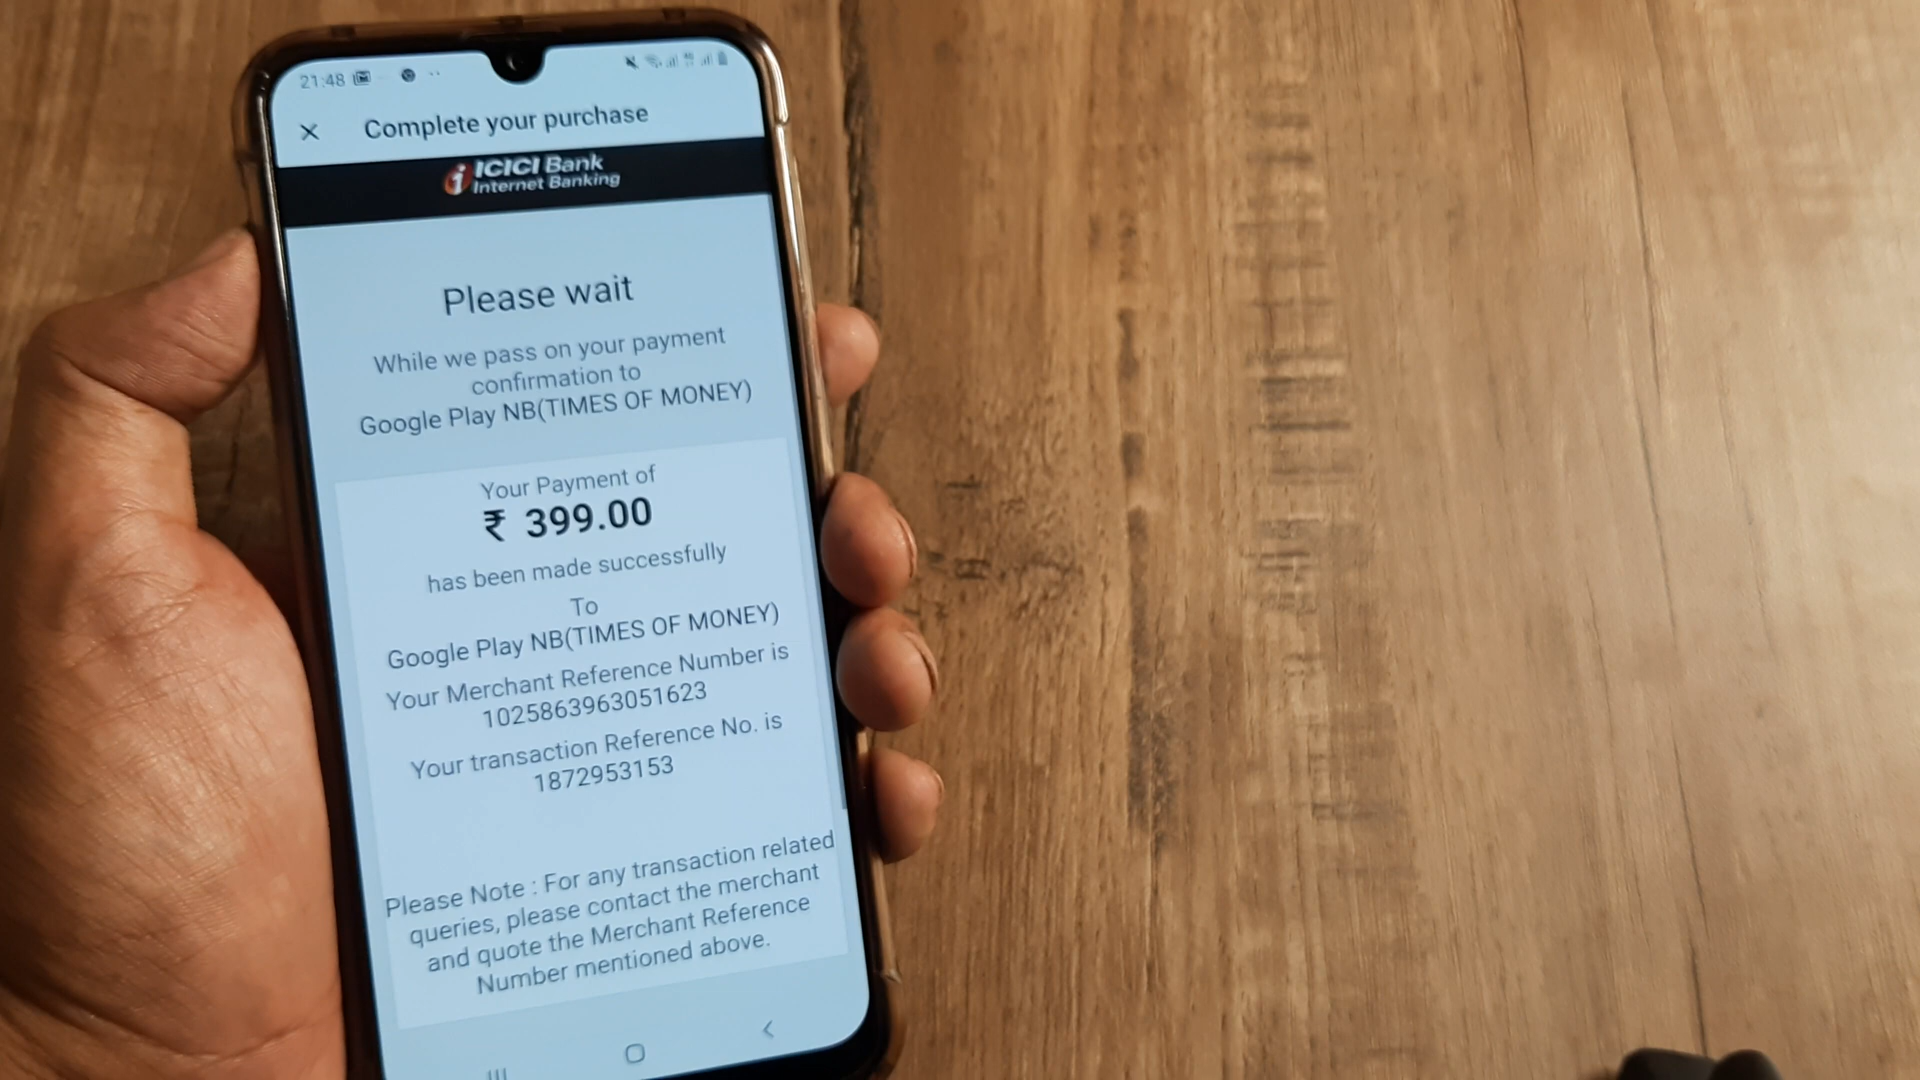 21:48
Complete your purchase
ICICI Bank
Internet Banking
Please wait
While we pass on your payment
confirmation to
Google Play NB(TIMES OF MONEY)
Your Payment of
₹ 399.00
has been made successfully
To
Google Play NB(TIMES OF MONEY)
Your Merchant Reference Number is
1025863963051623
Your transaction Reference No. is
1872953153
Please Note : For any transaction related
queries, please contact the merchant
and quote the Merchant Reference
Number mentioned above.